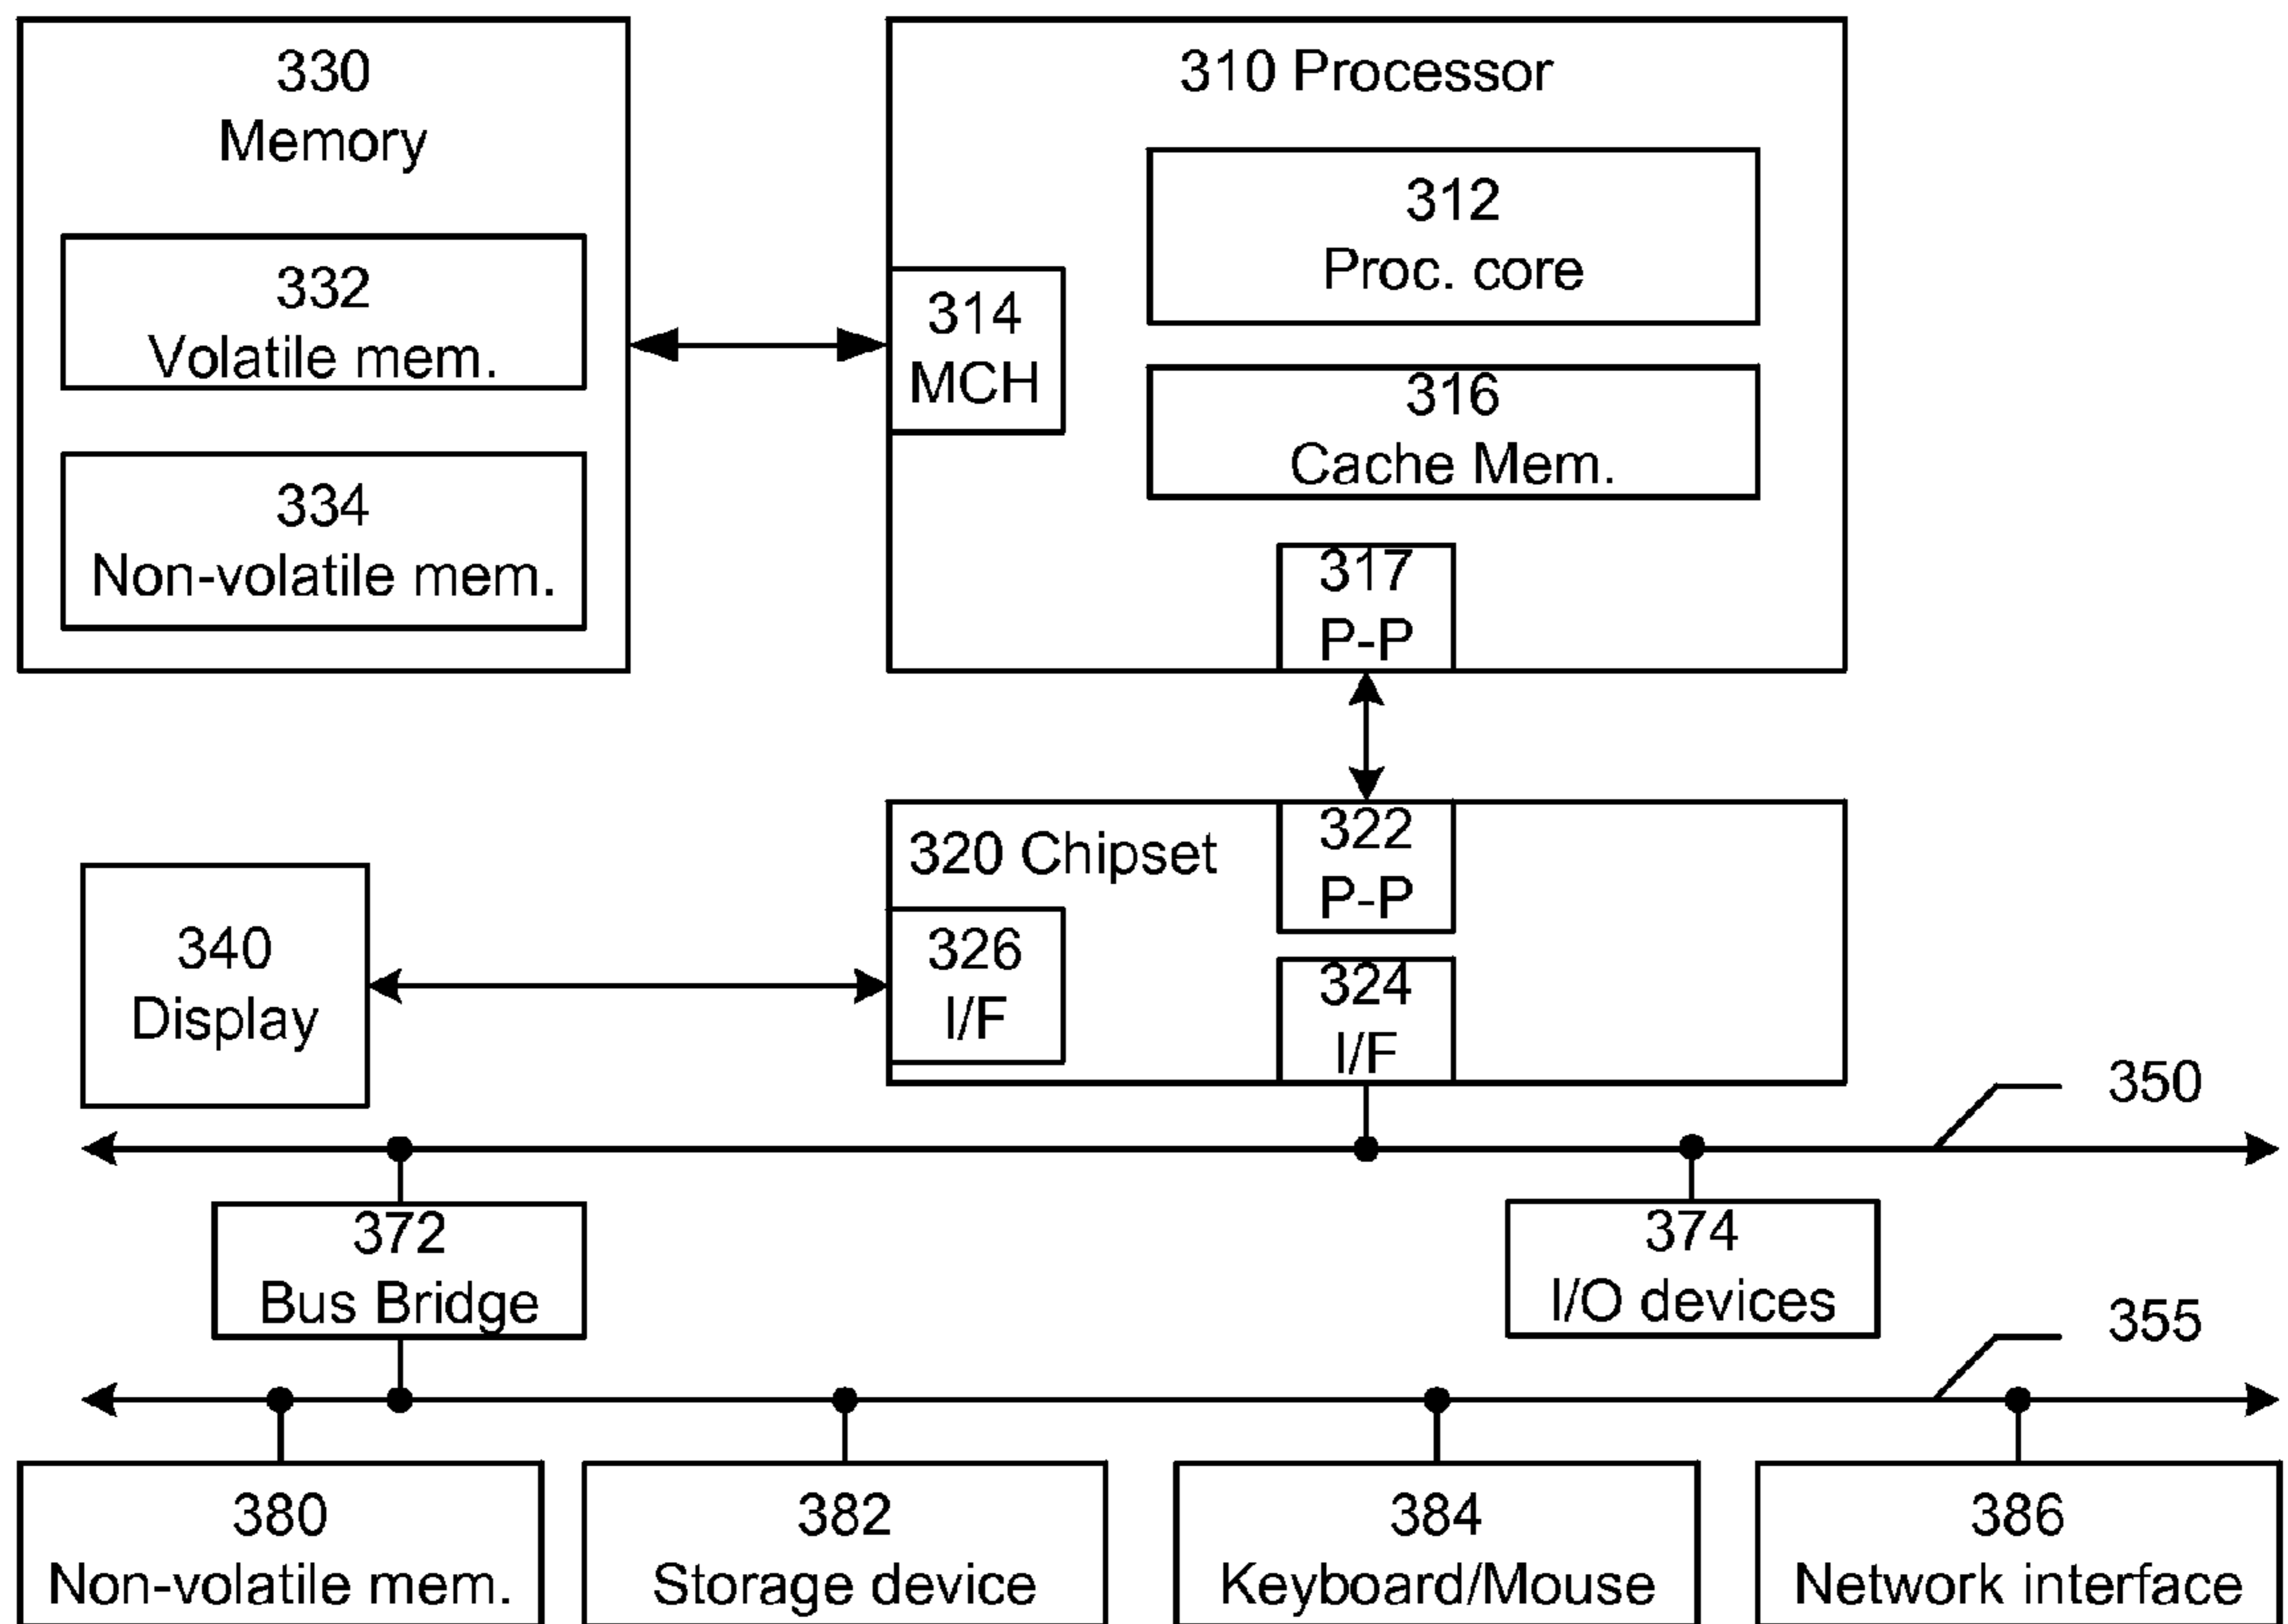 330
Memory
332
Volatile mem.
334
Non-volatile mem.
310 Processor
312
Proc. core
314
MCH
316
Cache Mem.
317
P-P
320 Chipset
322
P-P
326
I/F
324
I/F
340
Display
350
372
Bus Bridge
374
I/O devices
355
380
Non-volatile mem.
382
Storage device
384
Keyboard/Mouse
386
Network interface